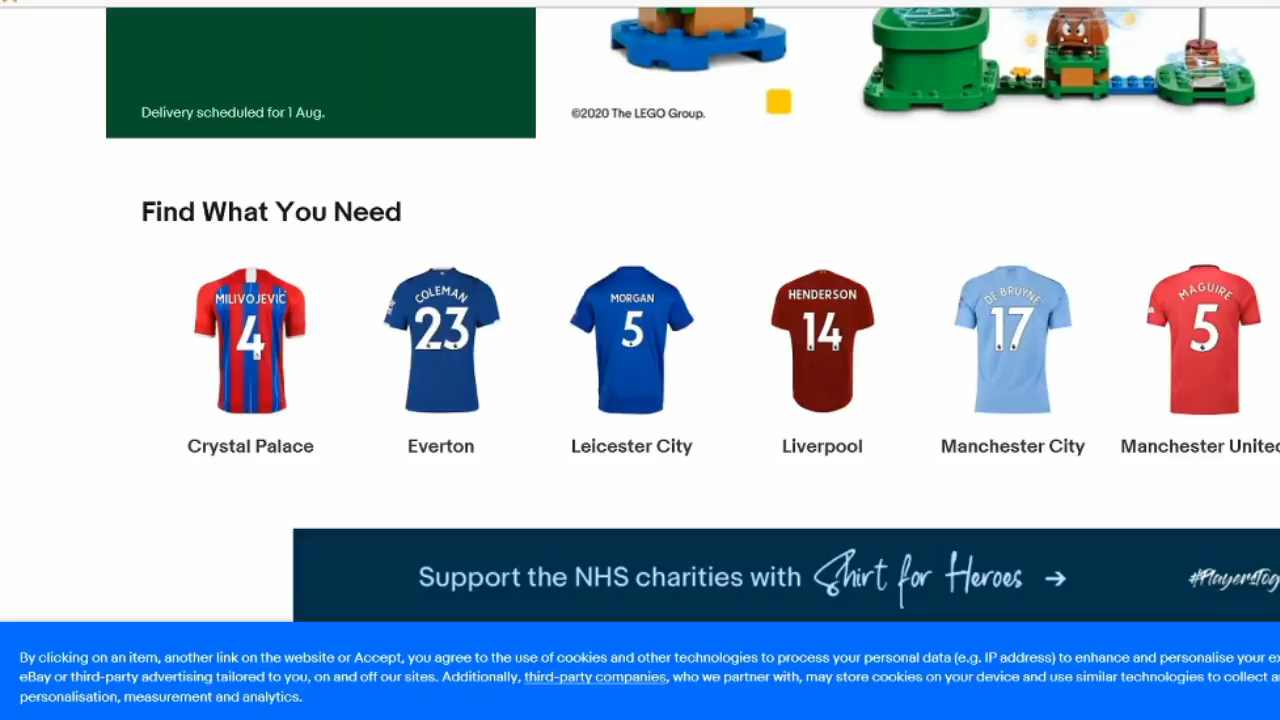 Delivery scheduled for 1 Aug.
©2020 The LEGO Group.
Find What You Need
MILIVOJEVIĆ
4
COLEMAN
23
MORGAN
5
HENDERSON
14
DE BRUYNE
17
MAGUIRE
5
Crystal Palace
Everton
Leicester City
Liverpool
Manchester City
Manchester United
Support the NHS charities with Shirt for Heroes →
#PlayersTog
By clicking on an item, another link on the website or Accept, you agree to the use of cookies and other technologies to process your personal data (e.g. IP address) to enhance and personalise your ex
eBay or third-party advertising tailored to you, on and off our sites. Additionally, third-party companies, who we partner with, may store cookies on your device and use similar technologies to collect a
personalisation, measurement and analytics.